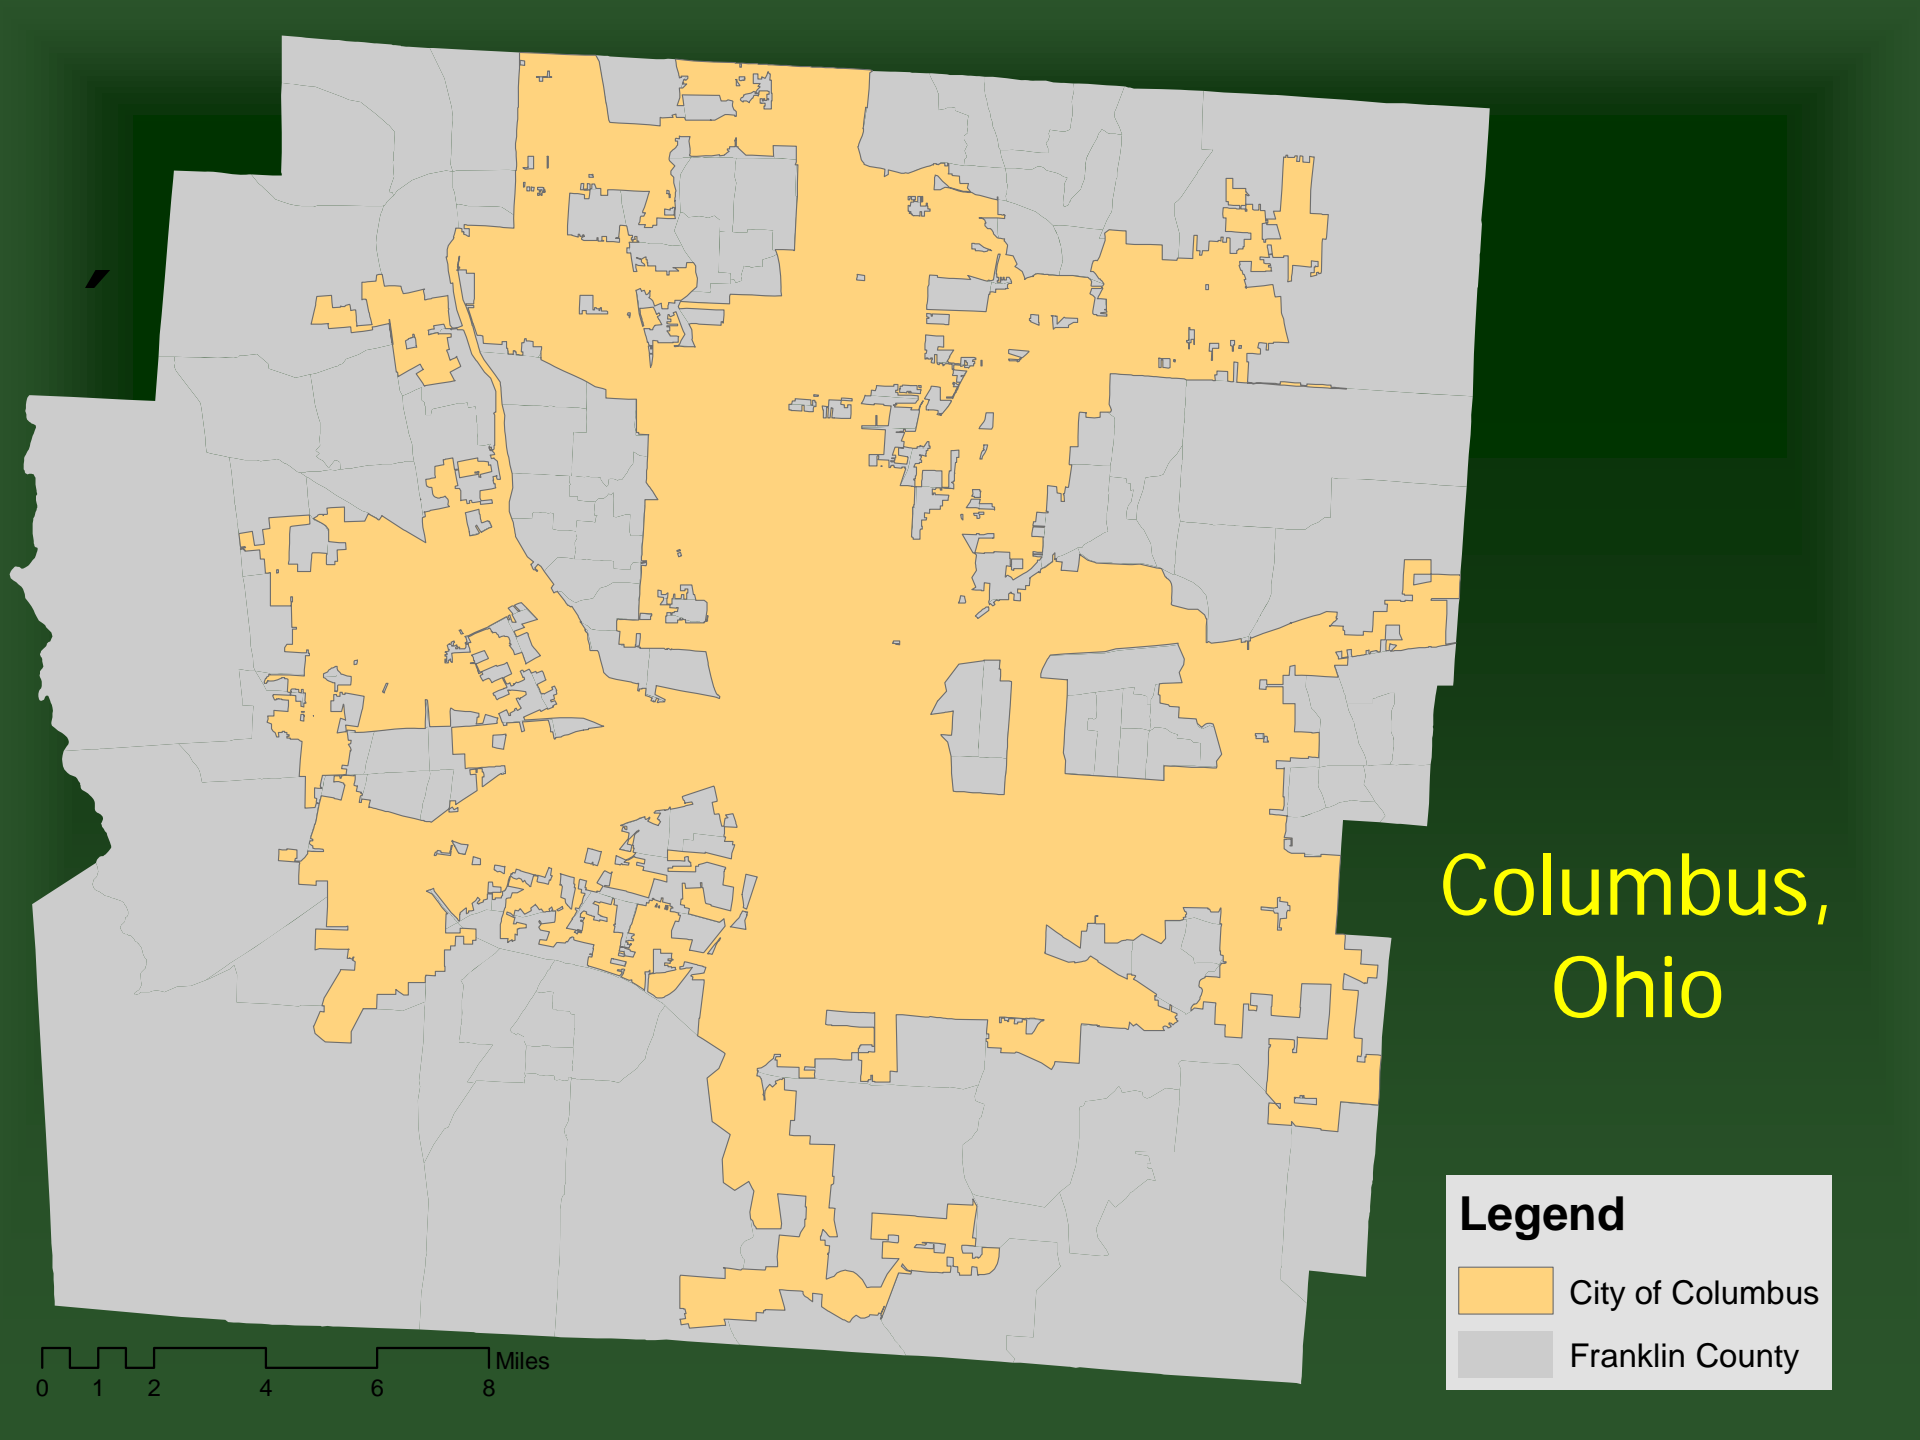 Columbus,
Ohio
Legend
City of Columbus
Franklin County
Miles
0 1 2 4 6 8